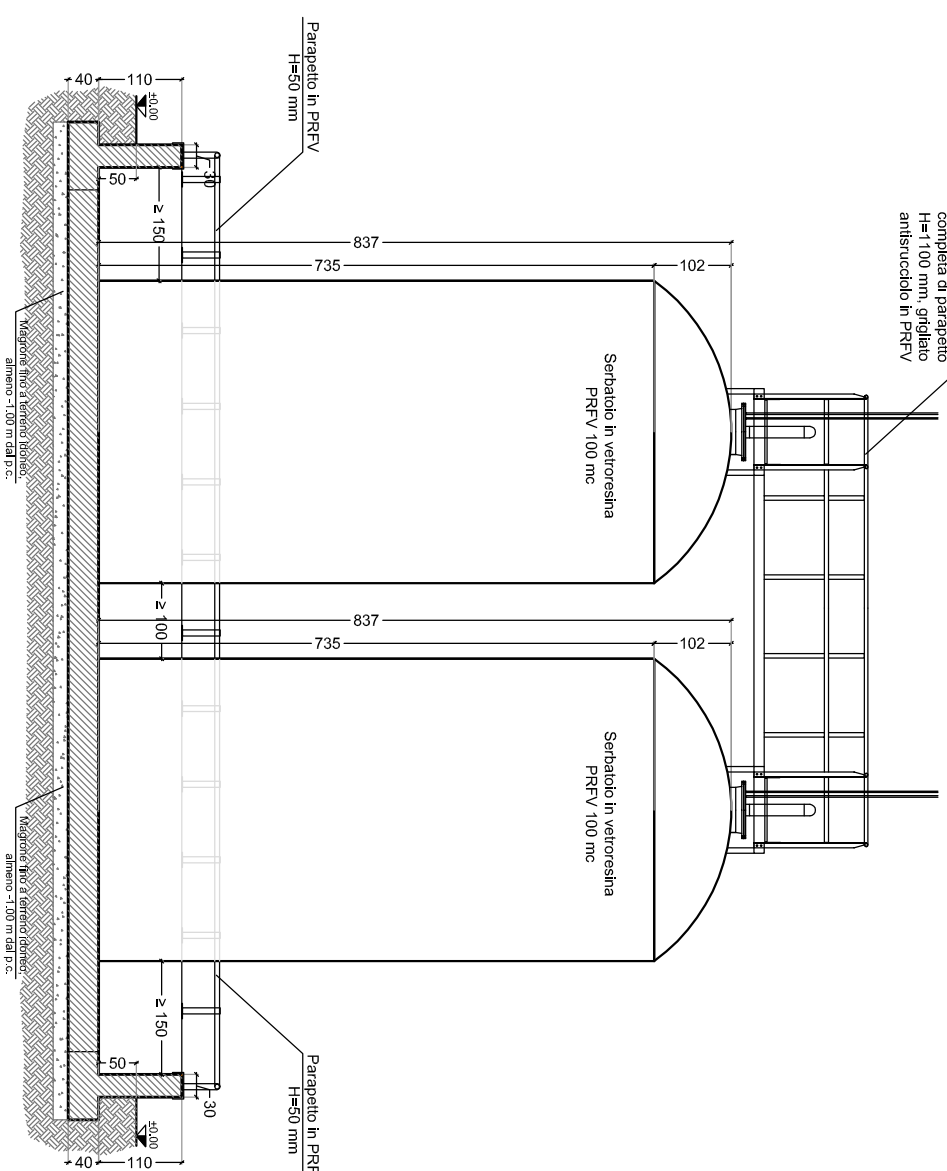 completa di parapetto
H=1100 mm, grigliato
antisrucciolo in PRFV
Parapetto in PRFV
H=50 mm
Parapetto in PRF
H=50 mm
Serbatoio in vetroresina
PRFV 100 mc
Serbatoio in vetroresina
PRFV 100 mc
102
102
837
735
837
735
≥ 150
≥ 100
≥ 150
30
30
±0.00
±0.00
110
40
50
50
110
40
Magrone fino a terreno idoneo,
almeno -1.00 m dal p.c.
Magrone fino a terreno idoneo,
almeno -1.00 m dal p.c.